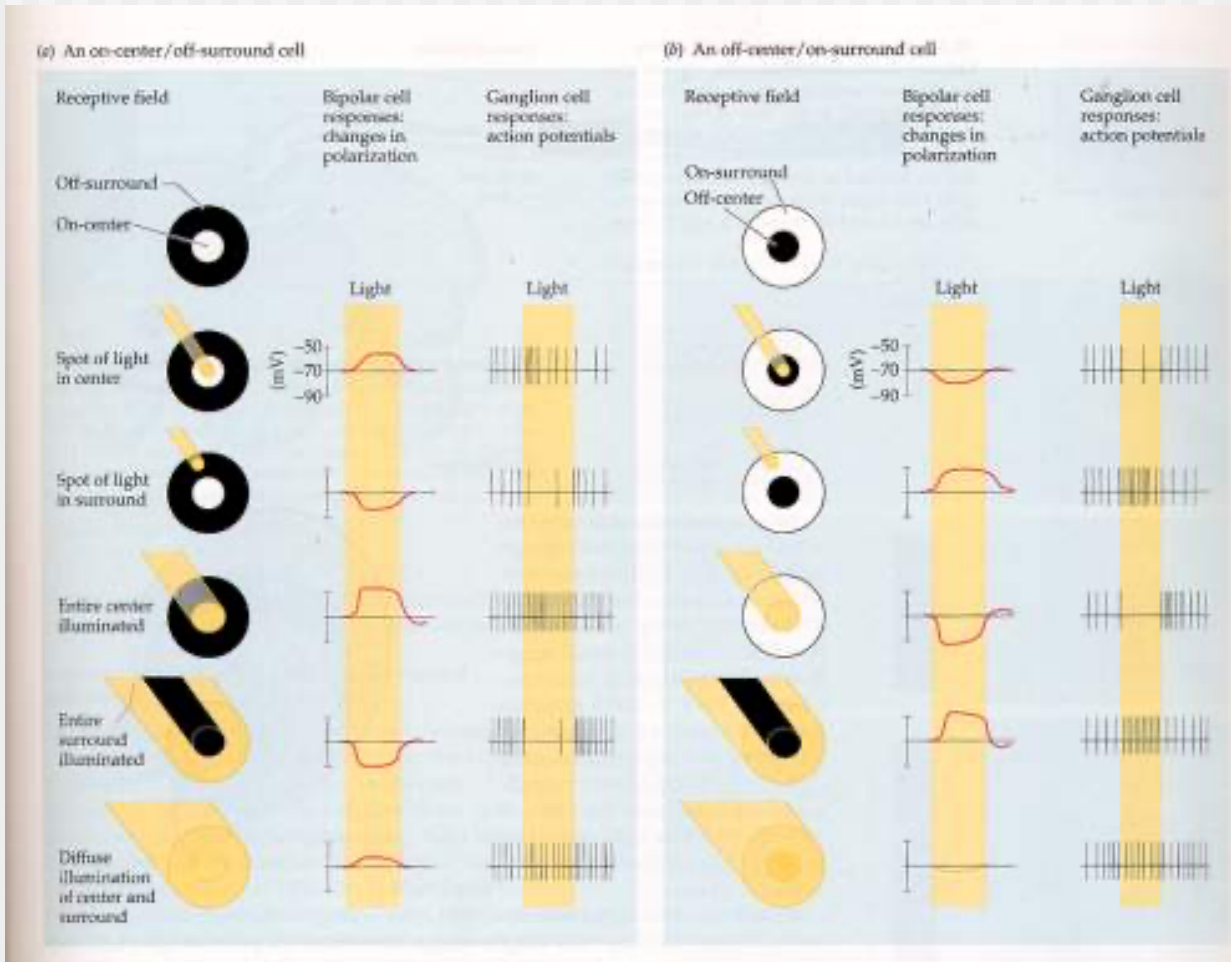 (a) An on-center/off-surround cell
Receptive field
Bipolar cell
responses:
changes in
polarization
Ganglion cell
responses:
action potentials
Off-surround
On-center
Light
Light
Spot of light
in center
(mV)
−50
−70
−90
Spot of light
in surround
Entire center
illuminated
Entire
surround
illuminated
Diffuse
illumination
of center and
surround
(b) An off-center/on-surround cell
Receptive field
Bipolar cell
responses:
changes in
polarization
Ganglion cell
responses:
action potentials
On-surround
Off-center
Light
Light
(mV)
−50
−70
−90